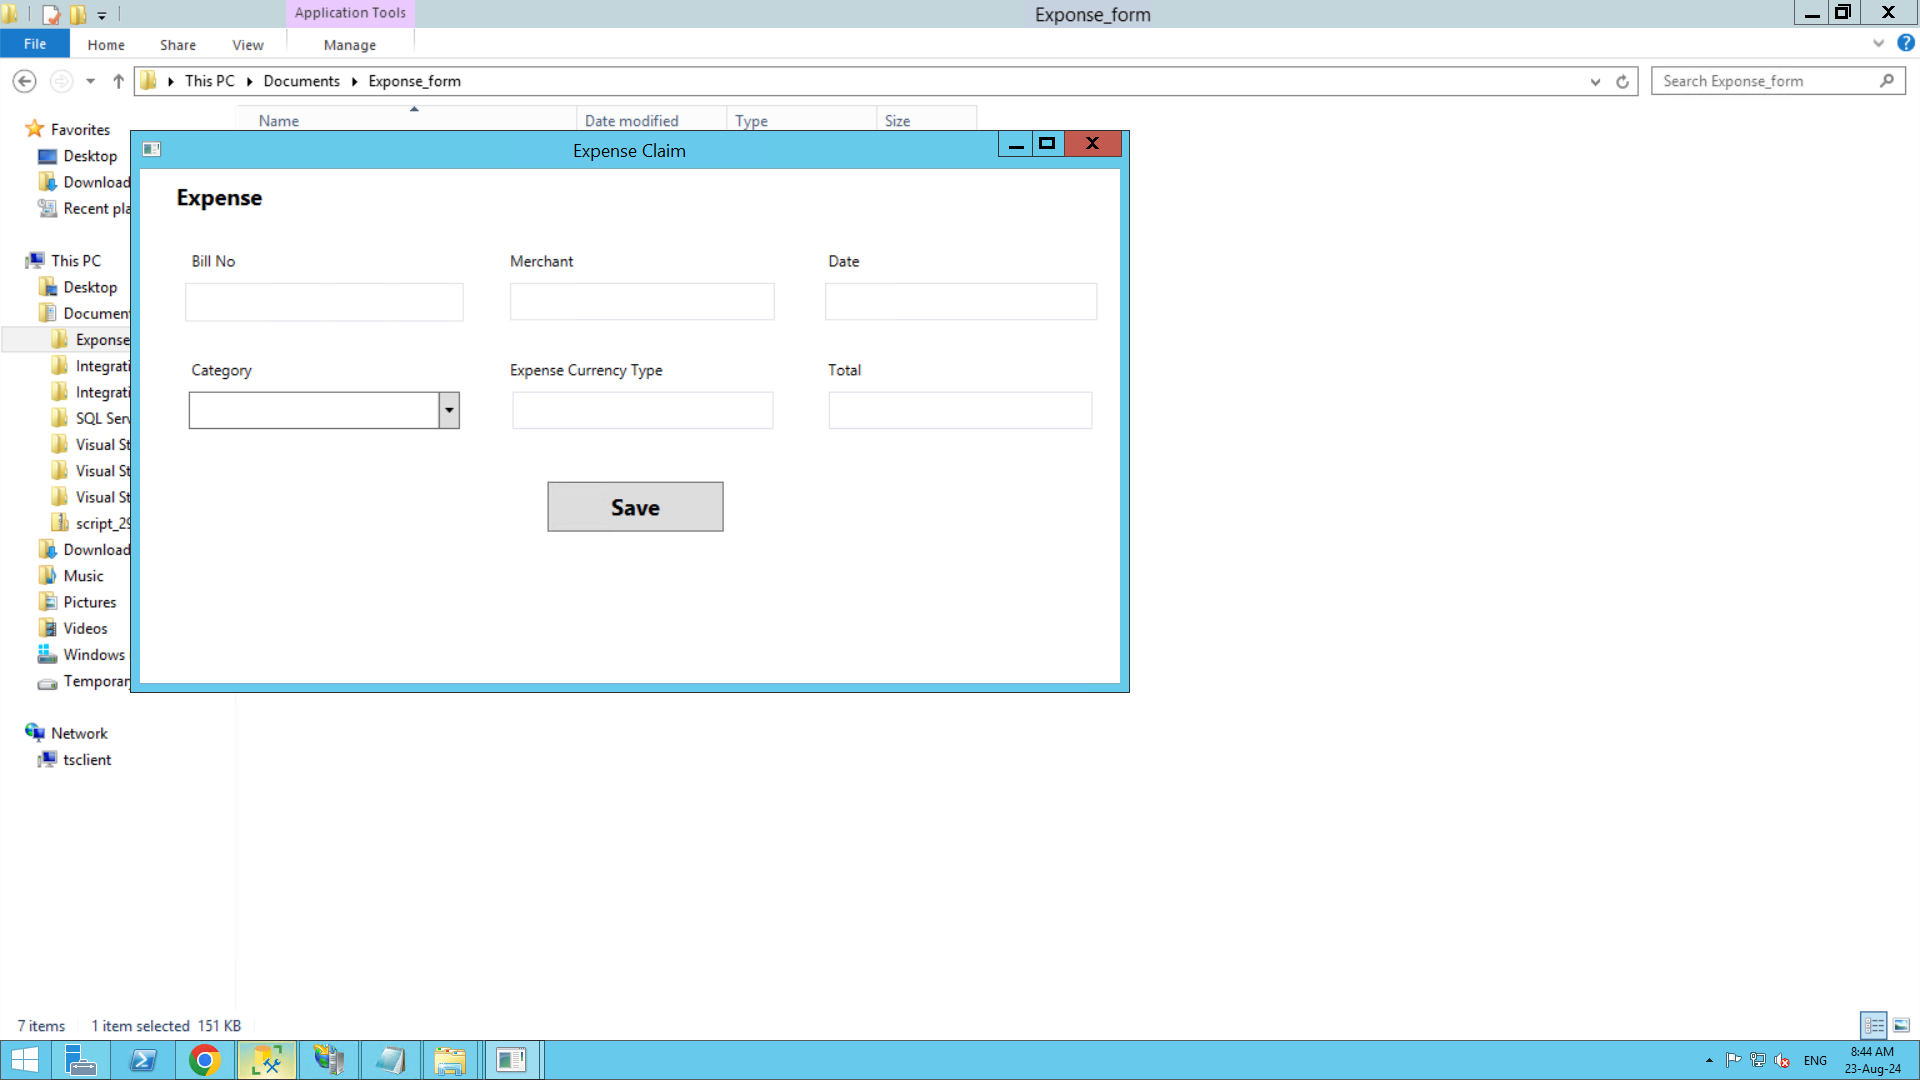 Application Tools
Exponse_form
File
Home
Share
View
Manage
This PC
Documents
Exponse_form
Search Exponse_form
Name
Date modified
Type
Size
Favorites
Desktop
Download
Recent pla
This PC
Desktop
Documen
Exponse
Integrati
Integrati
SQL Serv
Visual St
Visual St
Visual St
script_29
Download
Music
Pictures
Videos
Windows
Temporary
Network
tsclient
Expense Claim
Expense
Bill No
Merchant
Date
Category
Expense Currency Type
Total
Save
7 items
1 item selected 151 KB
ENG
8:44 AM
23-Aug-24